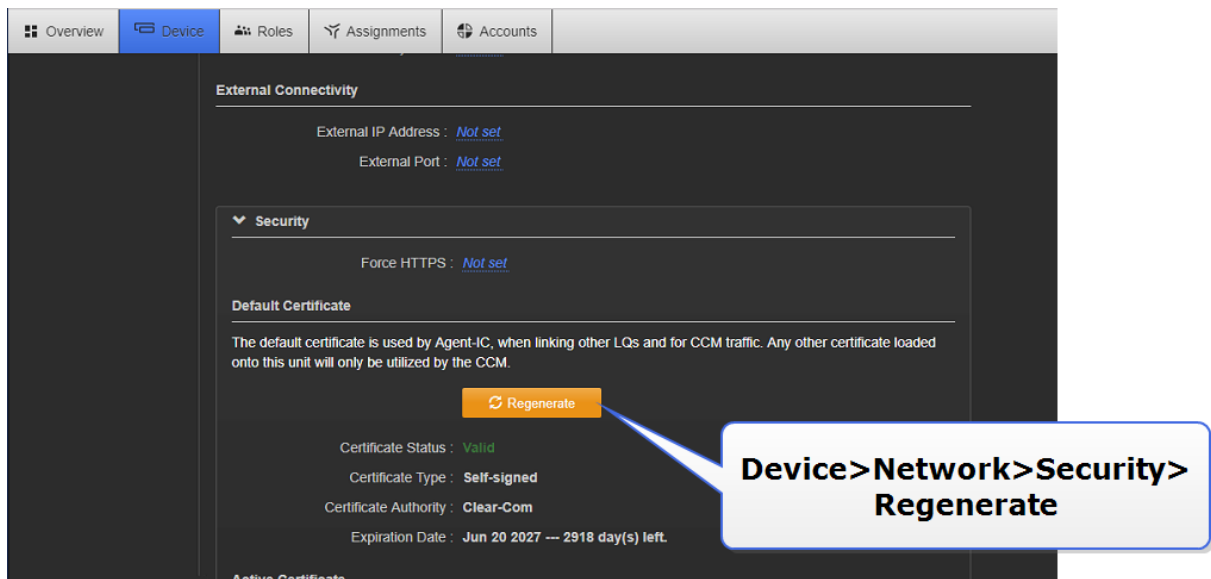 Overview Device Roles Assignments Accounts
External Connectivity
External IP Address : Not set
External Port : Not set
Security
Force HTTPS : Not set
Default Certificate
The default certificate is used by Agent-IC, when linking other LQs and for CCM traffic. Any other certificate loaded
onto this unit will only be utilized by the CCM.
Regenerate
Certificate Status : Valid
Certificate Type : Self-signed
Certificate Authority : Clear-Com
Expiration Date : Jun 20 2027 --- 2918 day(s) left.
Device>Network>Security>
Regenerate
Active Certificate